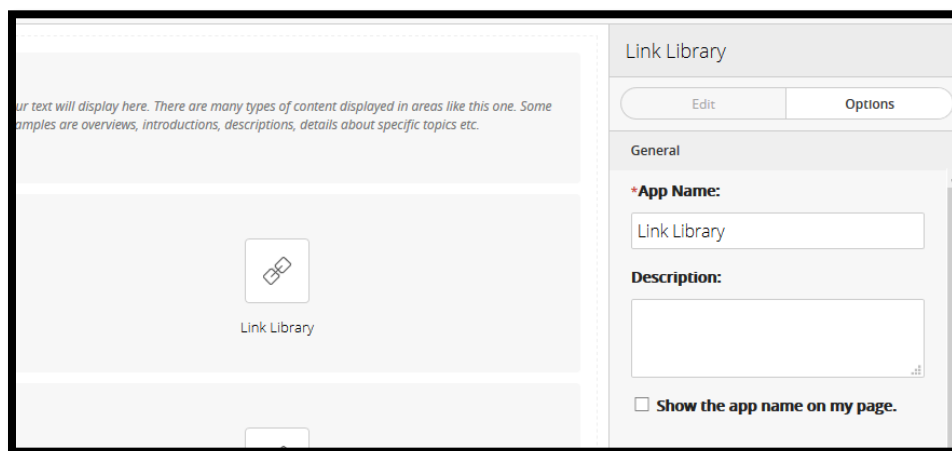 ur text will display here. There are many types of content displayed in areas like this one. Some
amples are overviews, introductions, descriptions, details about specific topics etc.
Link Library
Link Library
Edit
Options
General
*App Name:
Link Library
Description:
Show the app name on my page.